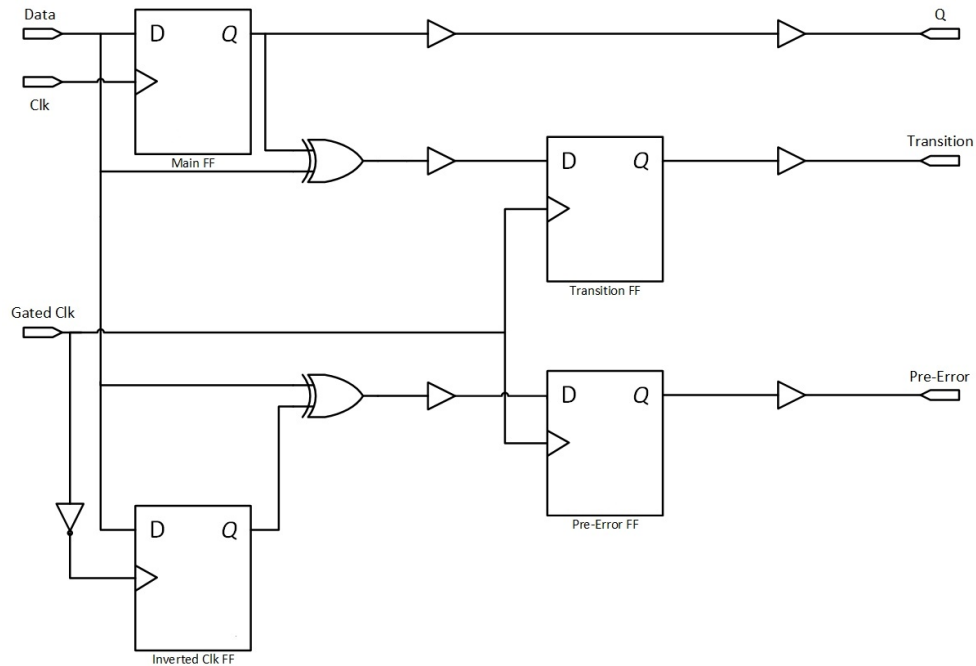 Data
D Q
Q
Clk
Main FF
Transition
D Q
Transition FF
Gated Clk
Pre-Error
D Q
Pre-Error FF
D Q
Inverted Clk FF